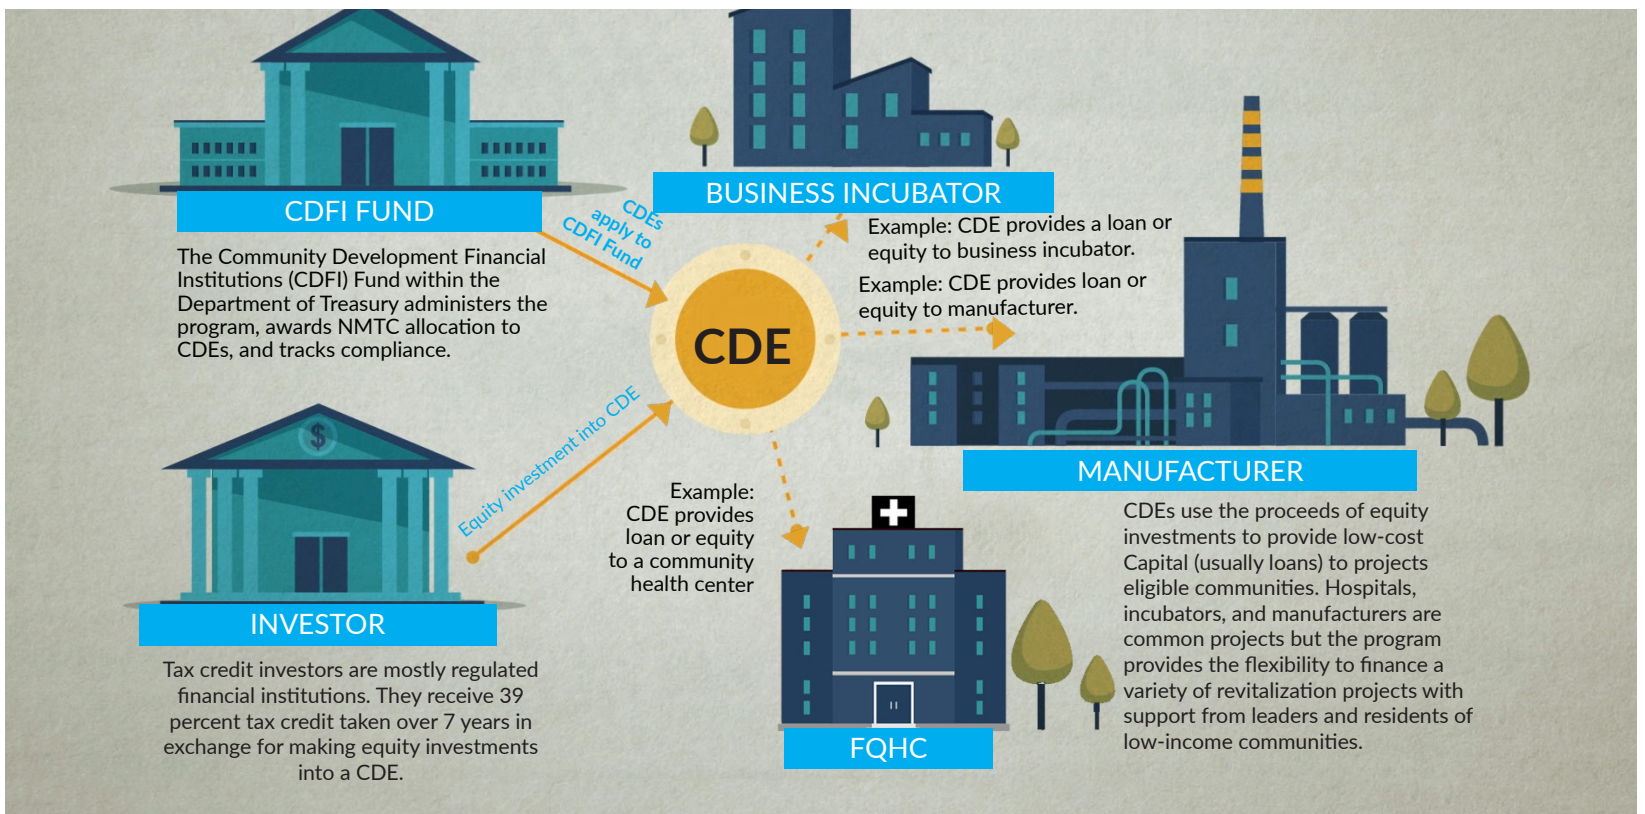 CDFI FUND
The Community Development Financial
Institutions (CDFI) Fund within the
Department of Treasury administers the
program, awards NMTC allocation to
CDEs, and tracks compliance.
CDEs
apply to
CDFI Fund
BUSINESS INCUBATOR
Example: CDE provides a loan or
equity to business incubator.
Example: CDE provides loan or
equity to manufacturer.
CDE
Equity investment into CDE
$
INVESTOR
Tax credit investors are mostly regulated
financial institutions. They receive 39
percent tax credit taken over 7 years in
exchange for making equity investments
into a CDE.
Example:
CDE provides
loan or equity
to a community
health center
FQHC
MANUFACTURER
CDEs use the proceeds of equity
investments to provide low-cost
Capital (usually loans) to projects
eligible communities. Hospitals,
incubators, and manufacturers are
common projects but the program
provides the flexibility to finance a
variety of revitalization projects with
support from leaders and residents of
low-income communities.